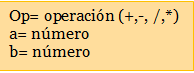 Op= operación (+,-, /,*)
a= número
b= número